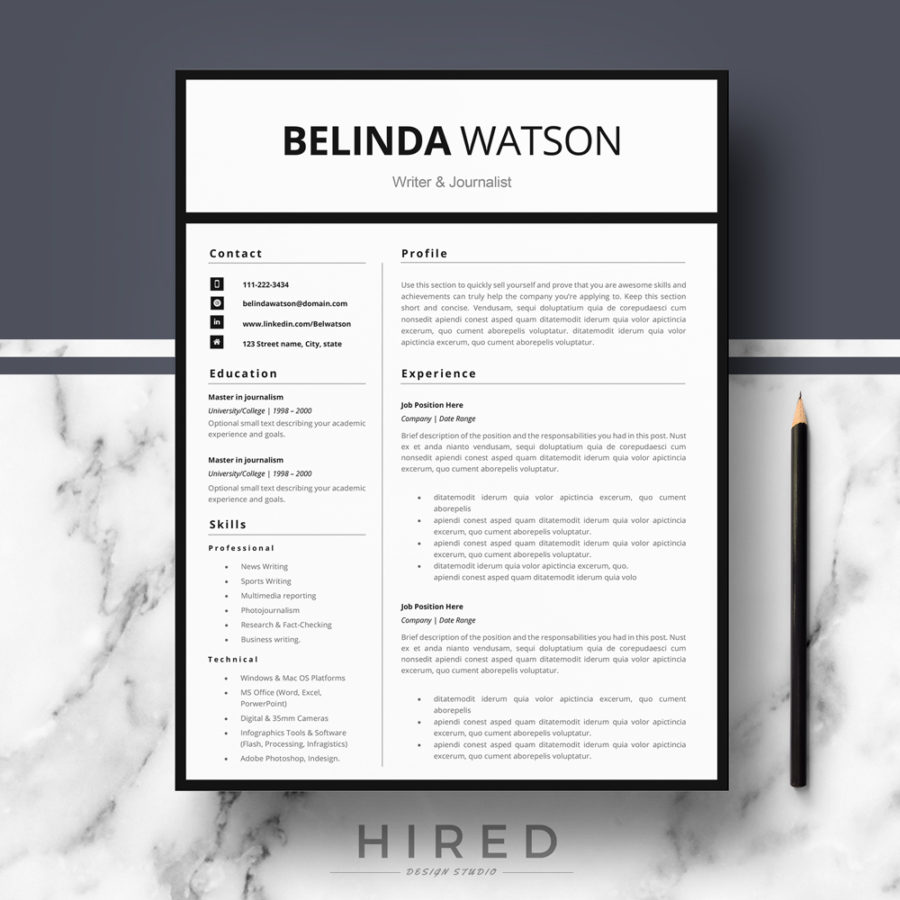 BELINDA WATSON
Writer & Journalist
Contact
111-222-3434
belindawatson@domain.com
in
www.linkedin.com/Belwatson
123 Street name, City, state
Education
Master in journalism
University/College | 1998 – 2000
Optional small text describing your academic
experience and goals.
Master in journalism
University/College | 1998 – 2000
Optional small text describing your academic
experience and goals.
Skills
Professional
• News Writing
• Sports Writing
• Multimedia reporting
• Photojournalism
• Research & Fact-Checking
• Business writing.
Technical
• Windows & Mac OS Platforms
• MS Office (Word, Excel,
PorwerPoint)
• Digital & 35mm Cameras
• Infographics Tools & Software
(Flash, Processing, Infragistics)
• Adobe Photoshop, Indesign.
Profile
Use this section to quickly sell yourself and prove that you are awesome skills and
achievements can truly help the company you're applying to. Keep this section
short and concise. Vendusam, sequi doluptatium quia de corepudaesci cum
nonsedit aperiorest asped quam ditatemodit iderum quia volor apictincia
excerum, quo cument aborepelis voluptatur. ditatemodit iderum quia volor
apictincia excerum, quo cument aborepelis voluptatur.
Experience
Job Position Here
Company | Date Range
Brief description of the position and the responsabilities you had in this post. Nust
ex et anda nianto vendusam, sequi doluptatium quia de corepudaesci cum
nonsedit apiendi conest asped quam ditatemodit iderum quia volor apictincia
excerum, quo cument aborepelis voluptatur.
• ditatemodit iderum quia volor apictincia excerum, quo cument
aborepelis
• apiendi conest asped quam ditatemodit iderum quia volor apictincia
excerum, quo cument aborepelis voluptatur.
• apiendi conest asped quam ditatemodit iderum quia volor apictincia
excerum, quo cument aborepelis voluptatur.
• ditatemodit iderum quia volor apictincia excerum, quo.
apiendi conest asped quam ditatemodit iderum quia volo
Job Position Here
Company | Date Range
Brief description of the position and the responsabilities you had in this post. Nust
ex et anda nianto vendusam, sequi doluptatium quia de corepudaesci cum
nonsedit apiendi conest asped quam ditatemodit iderum quia volor apictincia
excerum, quo cument aborepelis voluptatur.
• ditatemodit iderum quia volor apictincia excerum, quo cument
aborepelis
• apiendi conest asped quam ditatemodit iderum quia volor apictincia
excerum, quo cument aborepelis voluptatur.
• apiendi conest asped quam ditatemodit iderum quia volor apictincia
excerum, quo cument aborepelis voluptatur.
HIRED
DESIGN STUDIO